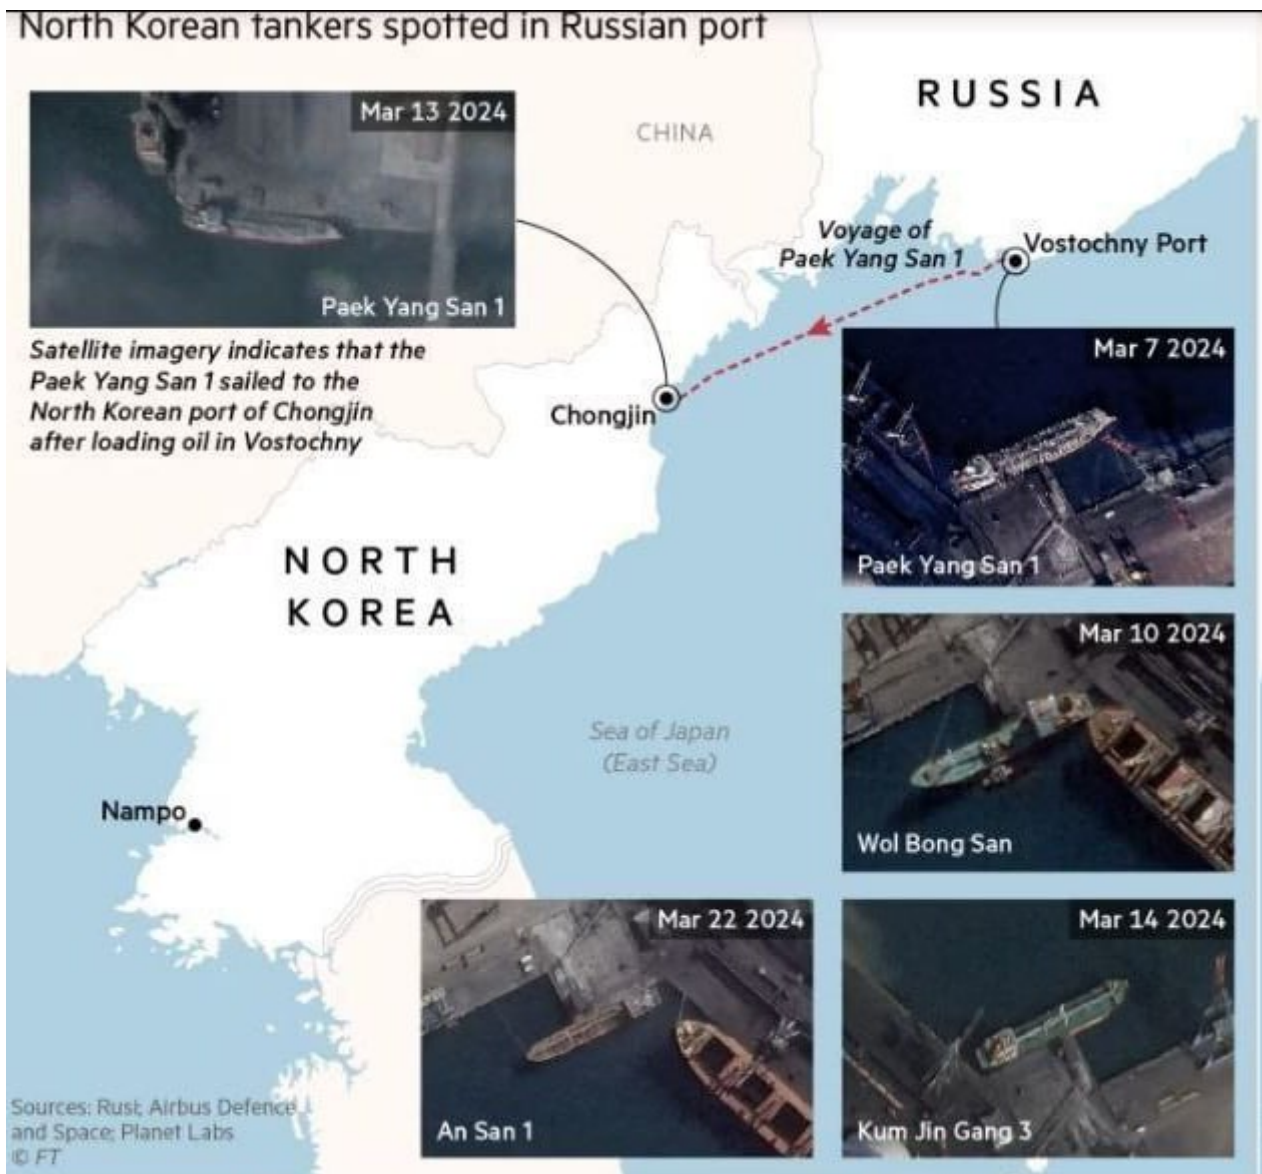 North Korean tankers spotted in Russian port
Mar 13 2024
Paek Yang San 1
Satellite imagery indicates that the
Paek Yang San 1 sailed to the
North Korean port of Chongjin
after loading oil in Vostochny
CHINA
RUSSIA
Voyage of
Paek Yang San 1
Vostochny Port
Chongjin
Mar 7 2024
Paek Yang San 1
NORTH
KOREA
Mar 10 2024
Wol Bong San
Sea of Japan
(East Sea)
Nampo
Mar 22 2024
An San 1
Mar 14 2024
Kum Jin Gang 3
Sources: Rusi; Airbus Defence
and Space; Planet Labs
© FT